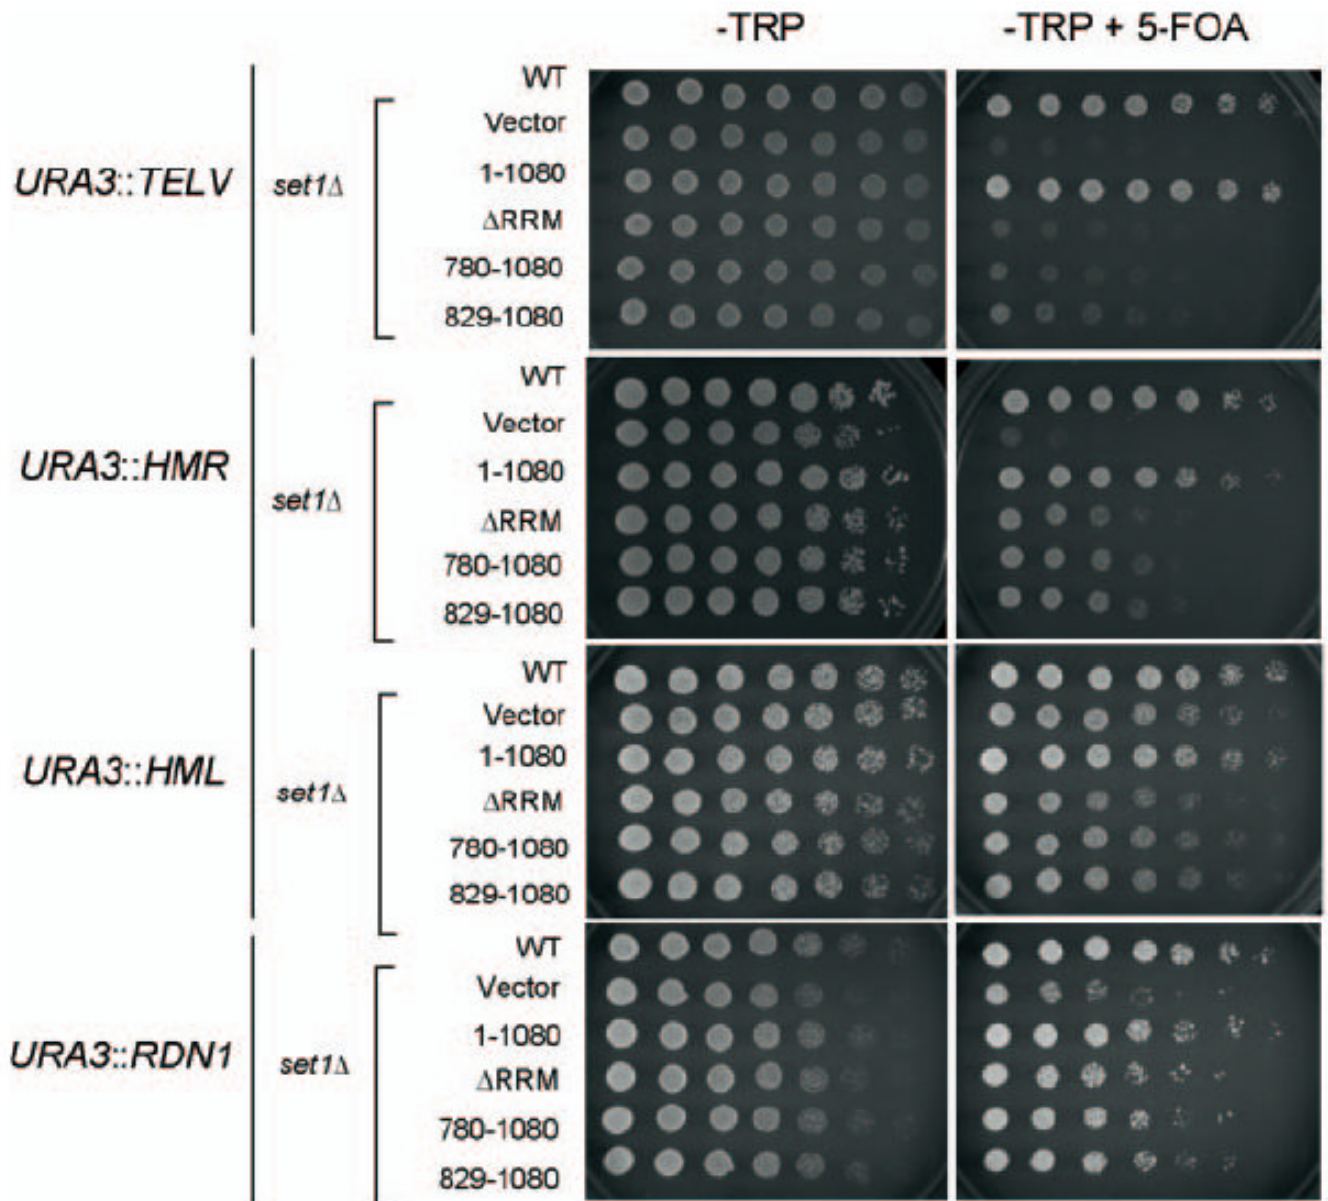 -TRP
-TRP + 5-FOA
URA3::TELV
set1Δ
WT
Vector
1-1080
ΔRRM
780-1080
829-1080
URA3::HMR
set1Δ
WT
Vector
1-1080
ΔRRM
780-1080
829-1080
URA3::HML
set1Δ
WT
Vector
1-1080
ΔRRM
780-1080
829-1080
URA3::RDN1
set1Δ
WT
Vector
1-1080
ΔRRM
780-1080
829-1080